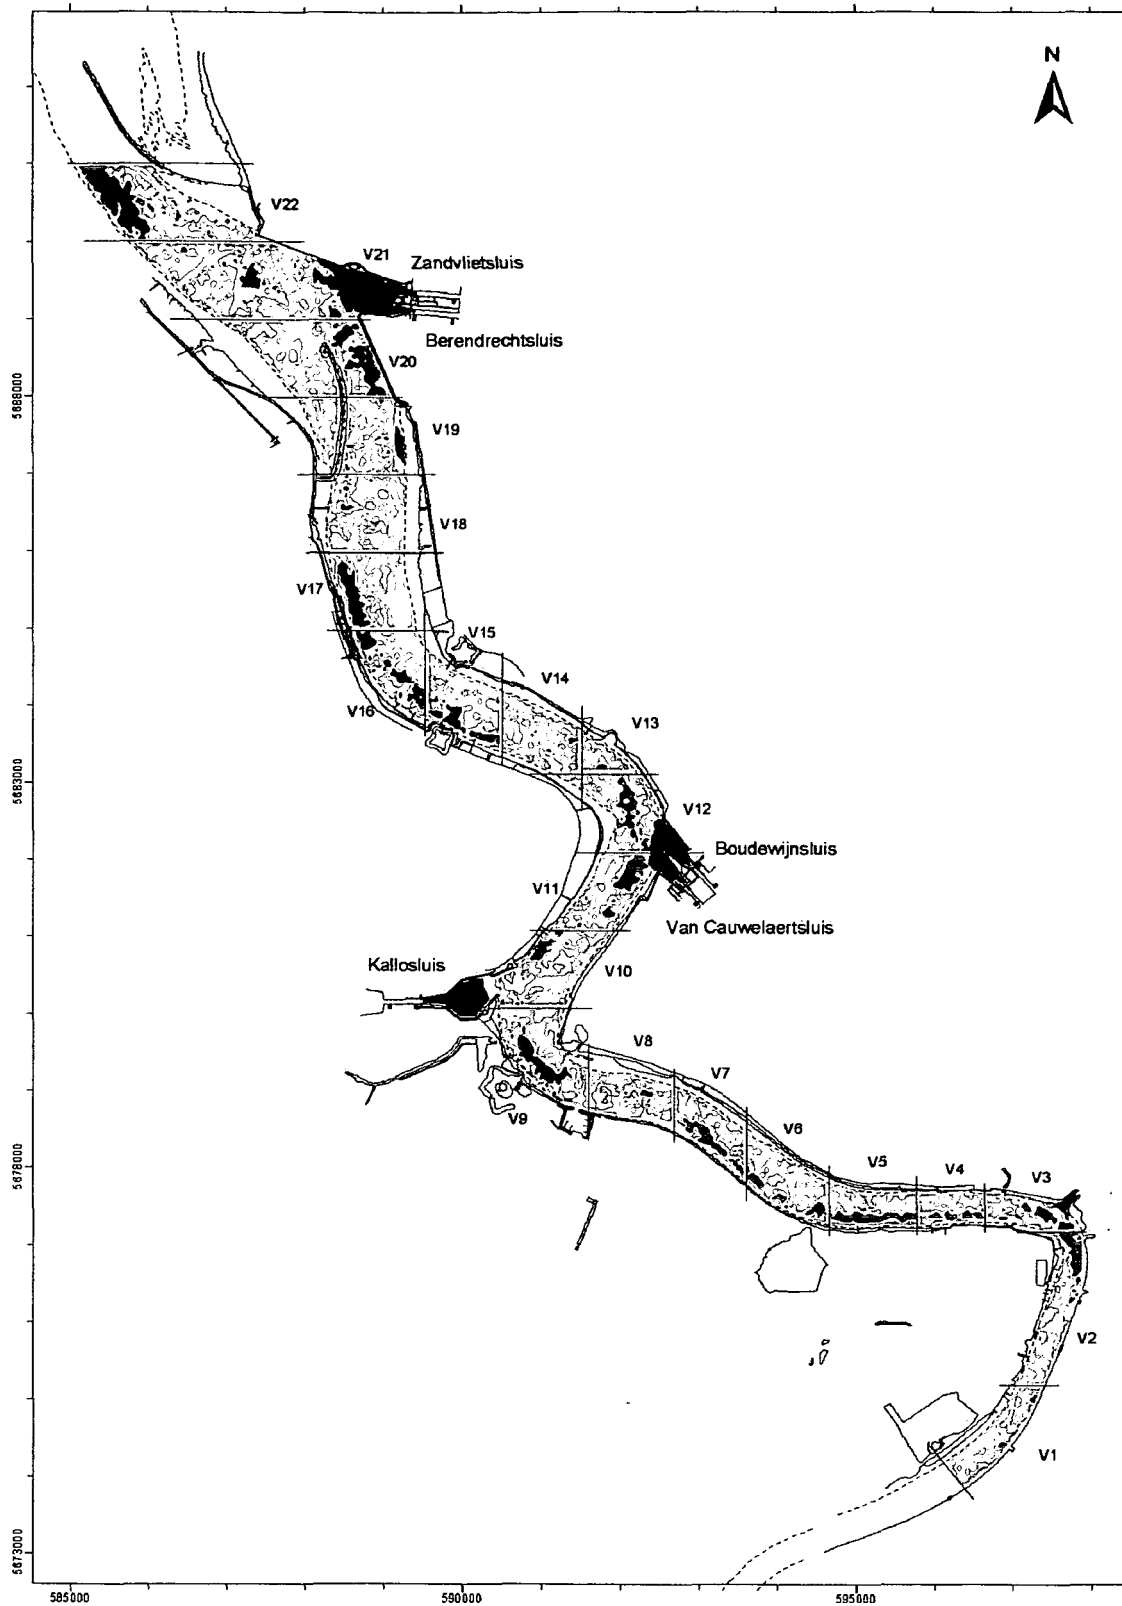 N
V22
V21
Zandvlietsluis
Berendrechtsluis
V20
5688000
V19
V18
V17
V15
V14
V16
V13
5683000
V12
Boudewijnsluis
V11
Van Cauwelaertsluis
Kallosluis
V10
V8
V7
V9
V6
5678000
V5
V4
V3
V2
V1
5673000
585000
590000
595000